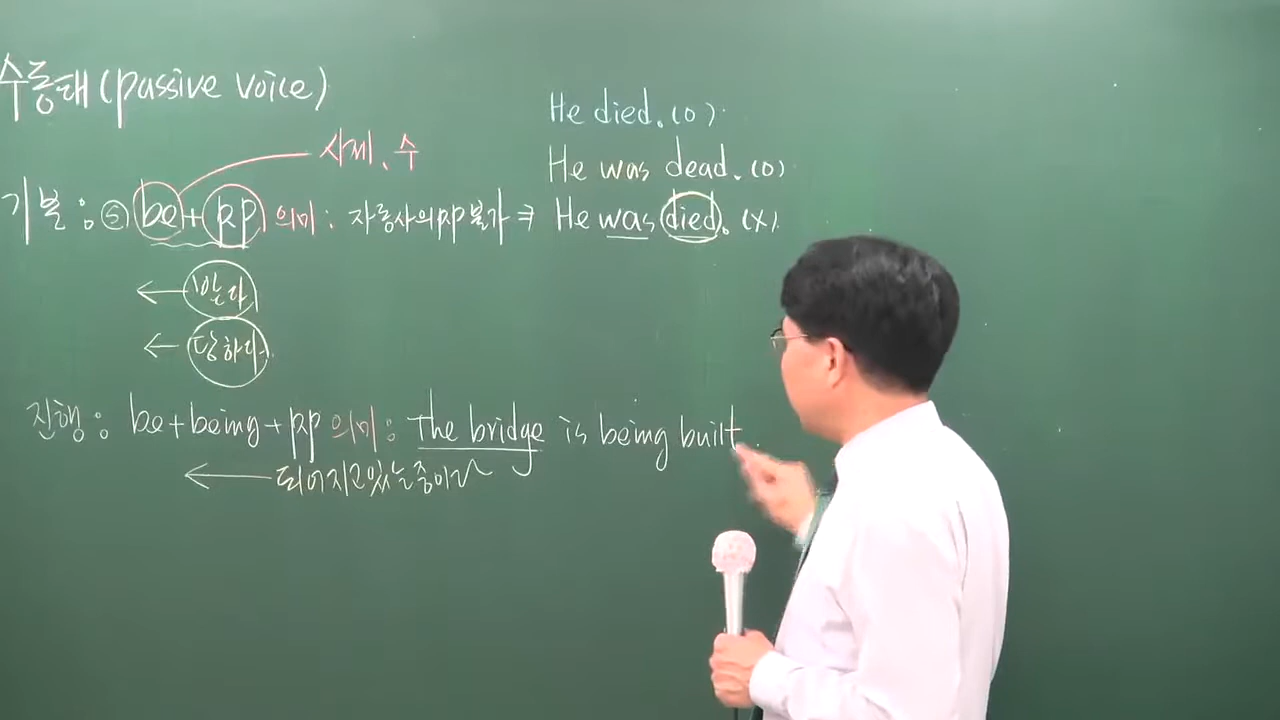 수동태 (passive voice)
사제, 수
기본 : ⑤ be + pp 의미 : 자동사의 pp 불가 ⇒ He was died. (X)
He died. (O)
He was dead. (O)
← 받다
← 당하다
진행 : be + being + pp 의미 : The bridge is being built
← 되어지고 있는 중이다